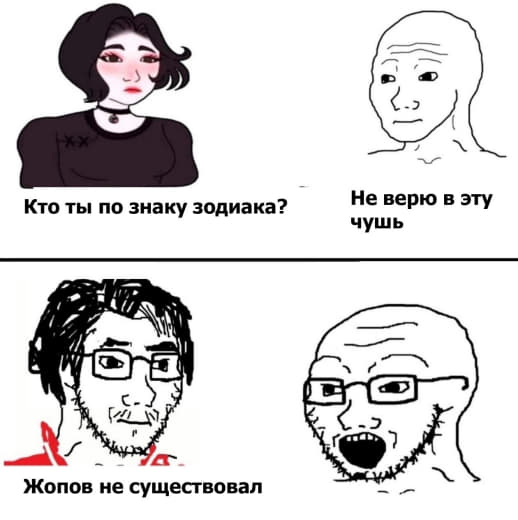 Кто ты по знаку зодиака?
Не верю в эту
чушь
Жопов не существовал